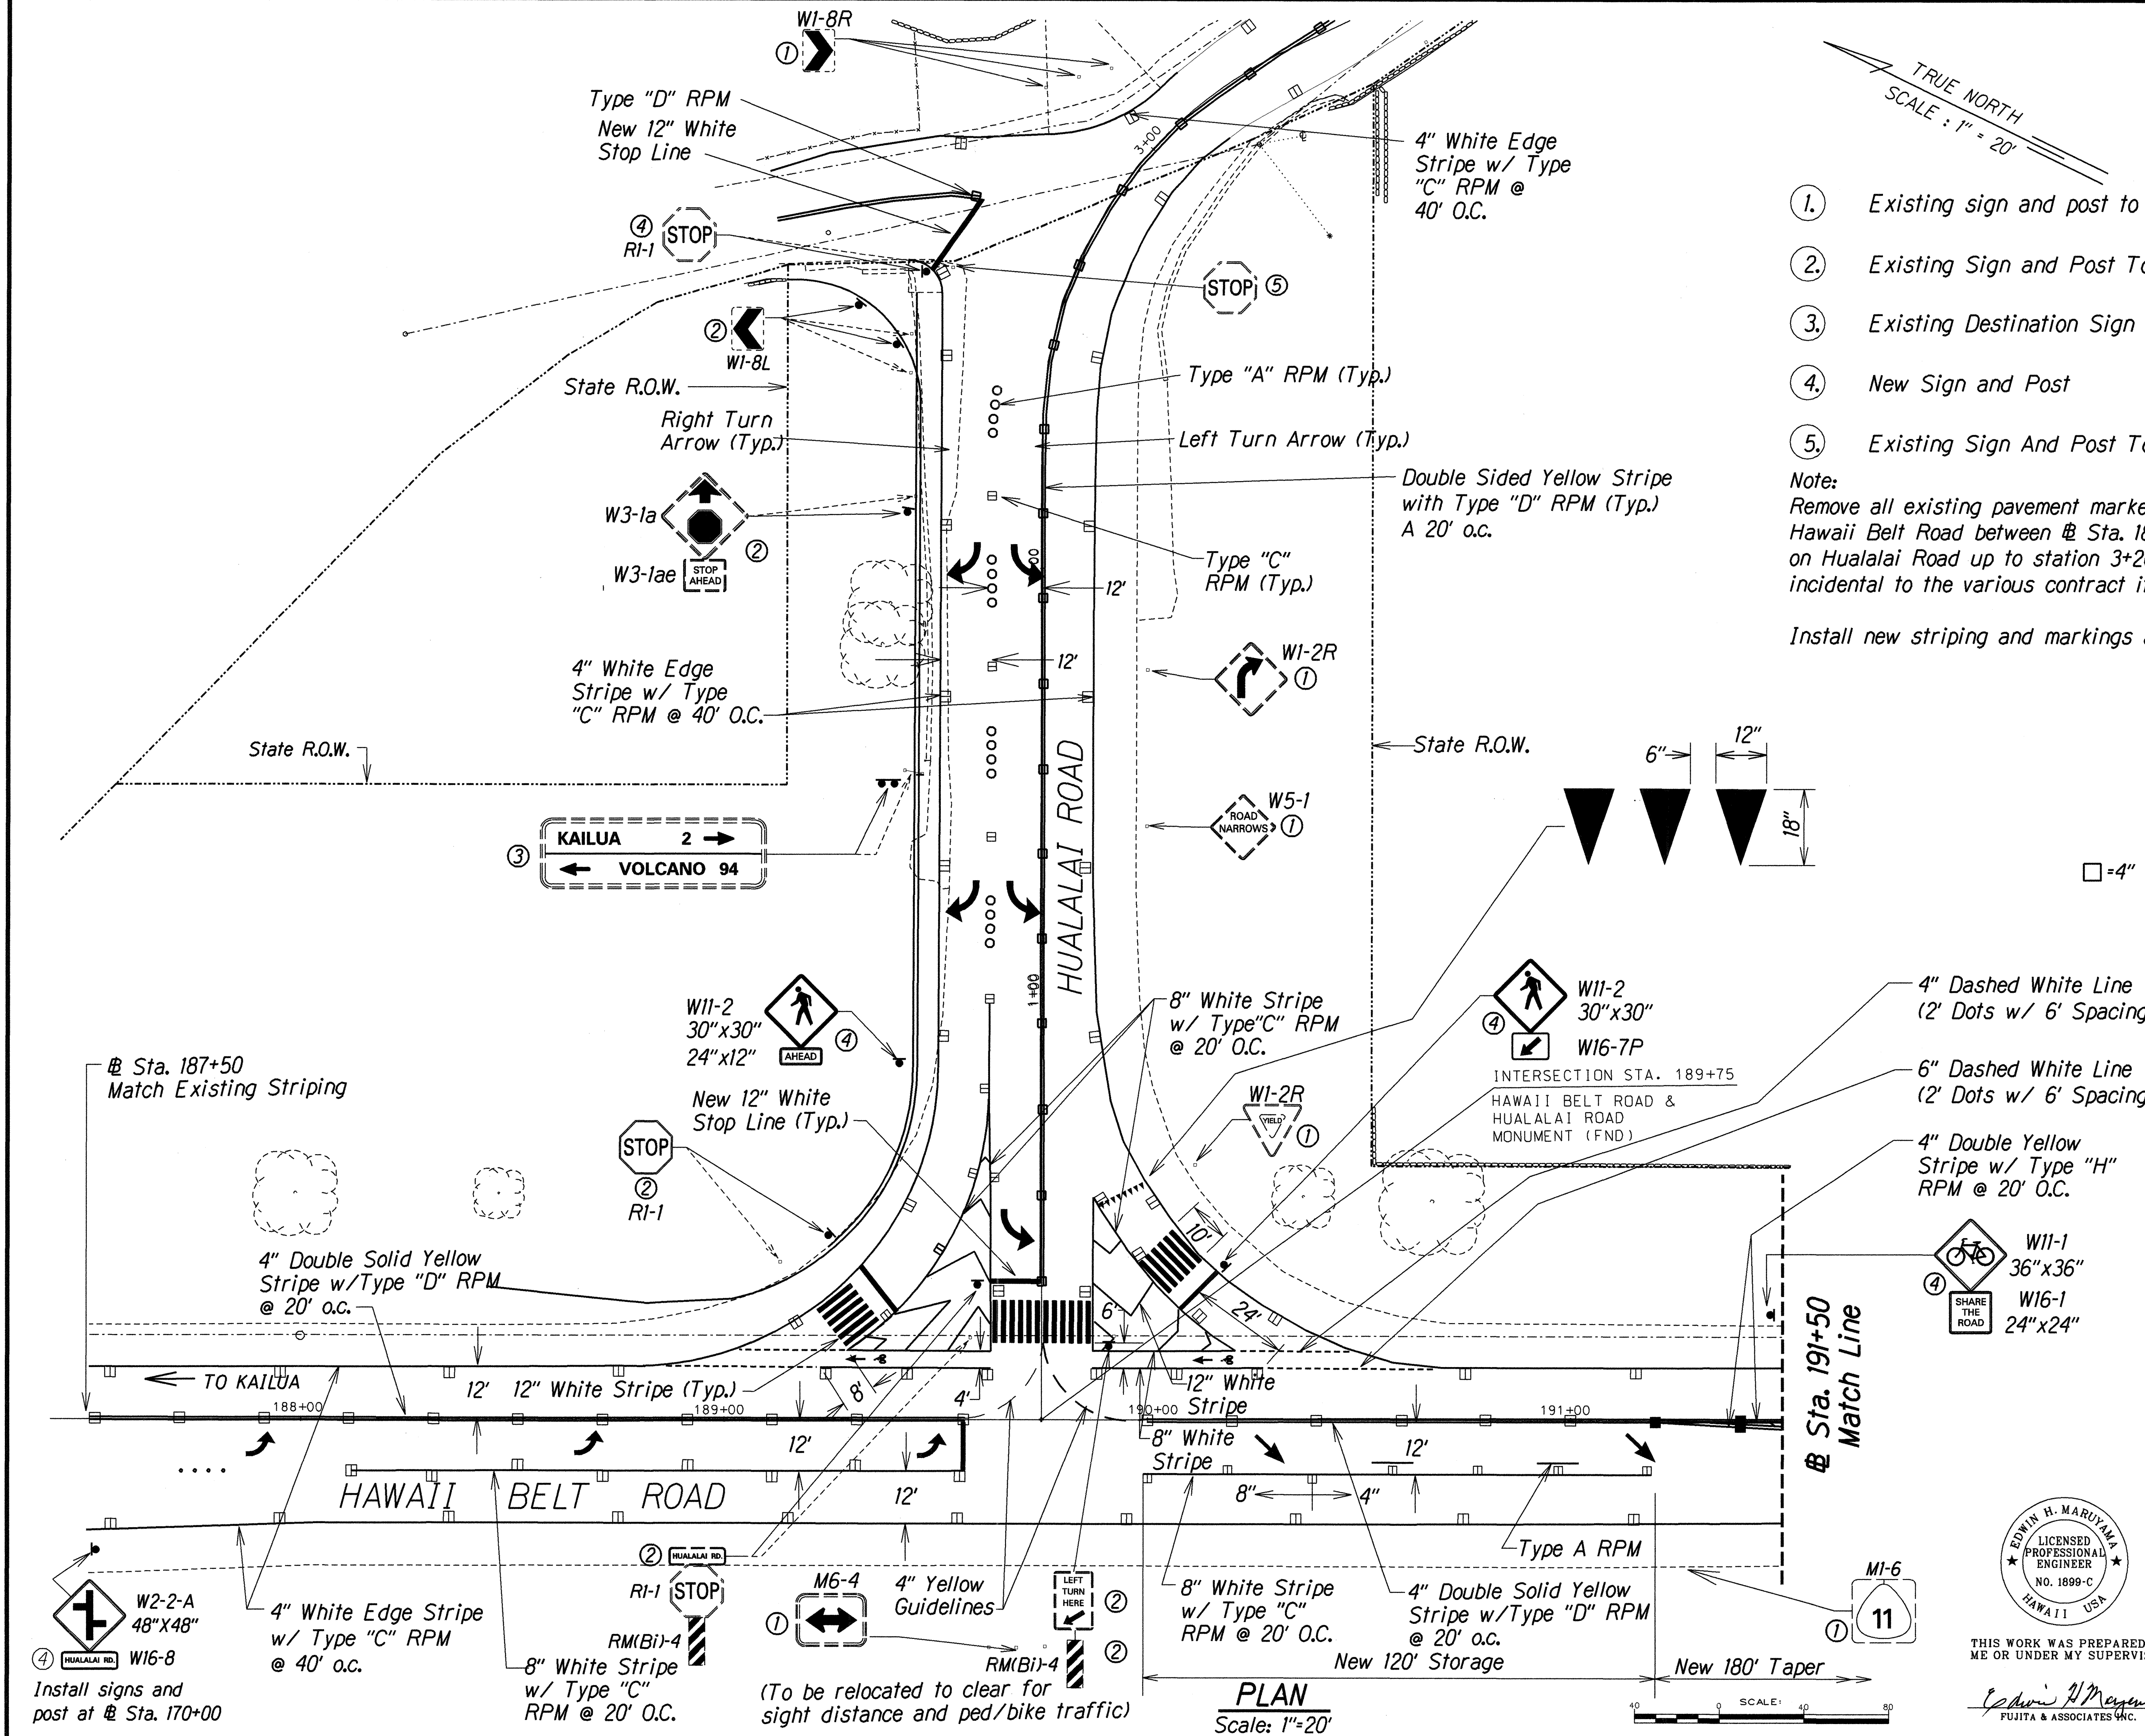 W1-8R
①
Type "D" RPM
New 12" White
Stop Line
④
R1-1
STOP
4" White Edge
Stripe w/ Type
"C" RPM @
40' O.C.
3+00
TRUE NORTH
SCALE : 1" = 20'
1. Existing sign and post to
2. Existing Sign and Post
3. Existing Destination Sign
4. New Sign and Post
5. Existing Sign And Post
Note:
Remove all existing pavement
Hawaii Belt Road between ℄ Sta.
on Hualalai Road up to station
incidental to the various contract
Install new striping and markings
STOP ⑤
②
W1-8L
State R.O.W.
Type "A" RPM (Typ.)
Right Turn
Arrow (Typ.)
Left Turn Arrow (Typ.)
Double Sided Yellow Stripe
with Type "D" RPM (Typ.)
A 20' o.c.
W3-1a
②
W3-1ae
STOP
AHEAD
Type "C"
RPM (Typ.)
12'
12'
W1-2R
①
4" White Edge
Stripe w/ Type
"C" RPM @ 40' O.C.
State R.O.W.
State R.O.W.
6"
12"
18"
W5-1
ROAD
NARROWS
①
HUALALAI ROAD
③
KAILUA 2
VOLCANO 94
□=4"
1+00
W11-2
30"x30"
24"x12"
AHEAD
④
8" White Stripe
w/ Type"C" RPM
@ 20' O.C.
W11-2
30"x30"
④
W16-7P
INTERSECTION STA. 189+75
HAWAII BELT ROAD &
HUALALAI ROAD
MONUMENT (FND)
4" Dashed White Line
(2' Dots w/ 6' Spacing
6" Dashed White Line
(2' Dots w/ 6' Spacing
℄ Sta. 187+50
Match Existing Striping
New 12" White
Stop Line (Typ.)
W1-2R
YIELD
①
4" Double Yellow
Stripe w/ Type "H"
RPM @ 20' O.C.
STOP
②
R1-1
W11-1
36"x36"
④
SHARE
THE
ROAD
W16-1
24"x24"
4" Double Solid Yellow
Stripe w/Type "D" RPM
@ 20' o.c.
10'
24'
6'
℄ Sta. 191+50
Match Line
TO KAILUA
12'
12" White Stripe (Typ.)
8'
4'
12" White
Stripe
188+00
189+00
190+00
191+00
8" White
Stripe
12'
12'
HAWAII BELT ROAD
12'
8"
4"
Type A RPM
② HUALALAI RD.
R1-1
STOP
RM(Bi)-4
M6-4
①
4" Yellow
Guidelines
LEFT
TURN
HERE
②
RM(Bi)-4
②
(To be relocated to clear for
sight distance and ped/bike traffic)
8" White Stripe
w/ Type "C"
RPM @ 20' O.C.
4" Double Solid Yellow
Stripe w/Type "D" RPM
@ 20' o.c.
New 120' Storage
New 180' Taper
M1-6
11
①
W2-2-A
48"X48"
④ HUALALAI RD. W16-8
Install signs and
post at ℄ Sta. 170+00
4" White Edge Stripe
w/ Type "C" RPM
@ 40' o.c.
8" White Stripe
w/ Type "C"
RPM @ 20' O.C.
PLAN
Scale: 1"=20'
SCALE:
40 0 40 80
EDWIN H. MARUYAMA
LICENSED
PROFESSIONAL
ENGINEER
NO. 1899-C
HAWAII USA
THIS WORK WAS PREPARED
ME OR UNDER MY
FUJITA & ASSOCIATES INC.